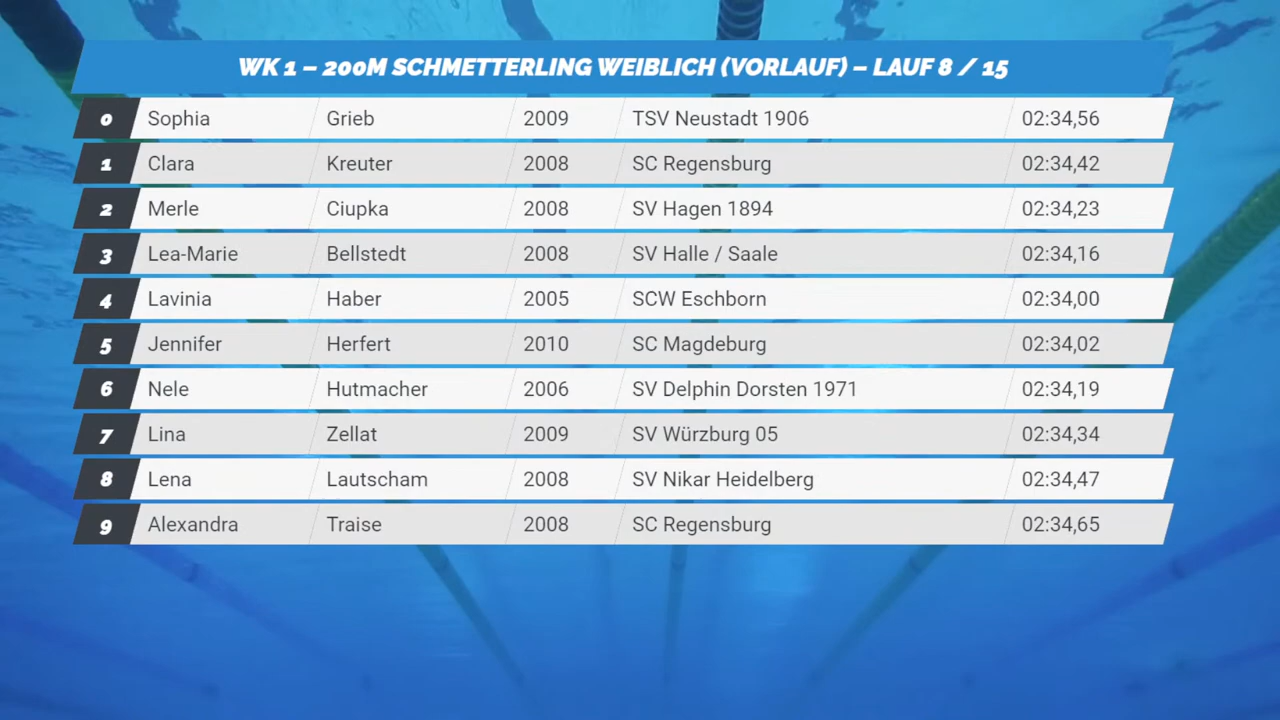 WK 1 – 200M SCHMETTERLING WEIBLICH (VORLAUF) – LAUF 8 / 15
0 Sophia Grieb 2009 TSV Neustadt 1906 02:34,56
1 Clara Kreuter 2008 SC Regensburg 02:34,42
2 Merle Ciupka 2008 SV Hagen 1894 02:34,23
3 Lea-Marie Bellstedt 2008 SV Halle / Saale 02:34,16
4 Lavinia Haber 2005 SCW Eschborn 02:34,00
5 Jennifer Herfert 2010 SC Magdeburg 02:34,02
6 Nele Hutmacher 2006 SV Delphin Dorsten 1971 02:34,19
7 Lina Zellat 2009 SV Würzburg 05 02:34,34
8 Lena Lautscham 2008 SV Nikar Heidelberg 02:34,47
9 Alexandra Traise 2008 SC Regensburg 02:34,65